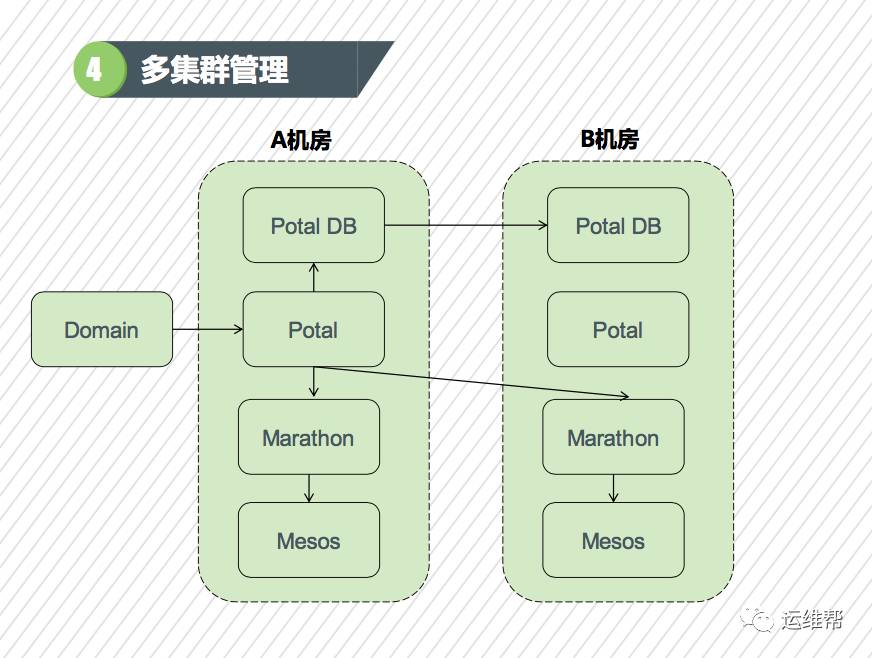 4 多集群管理
A机房 B机房
Potal DB Potal DB
Domain Potal Potal
Marathon Marathon
Mesos Mesos
运维帮